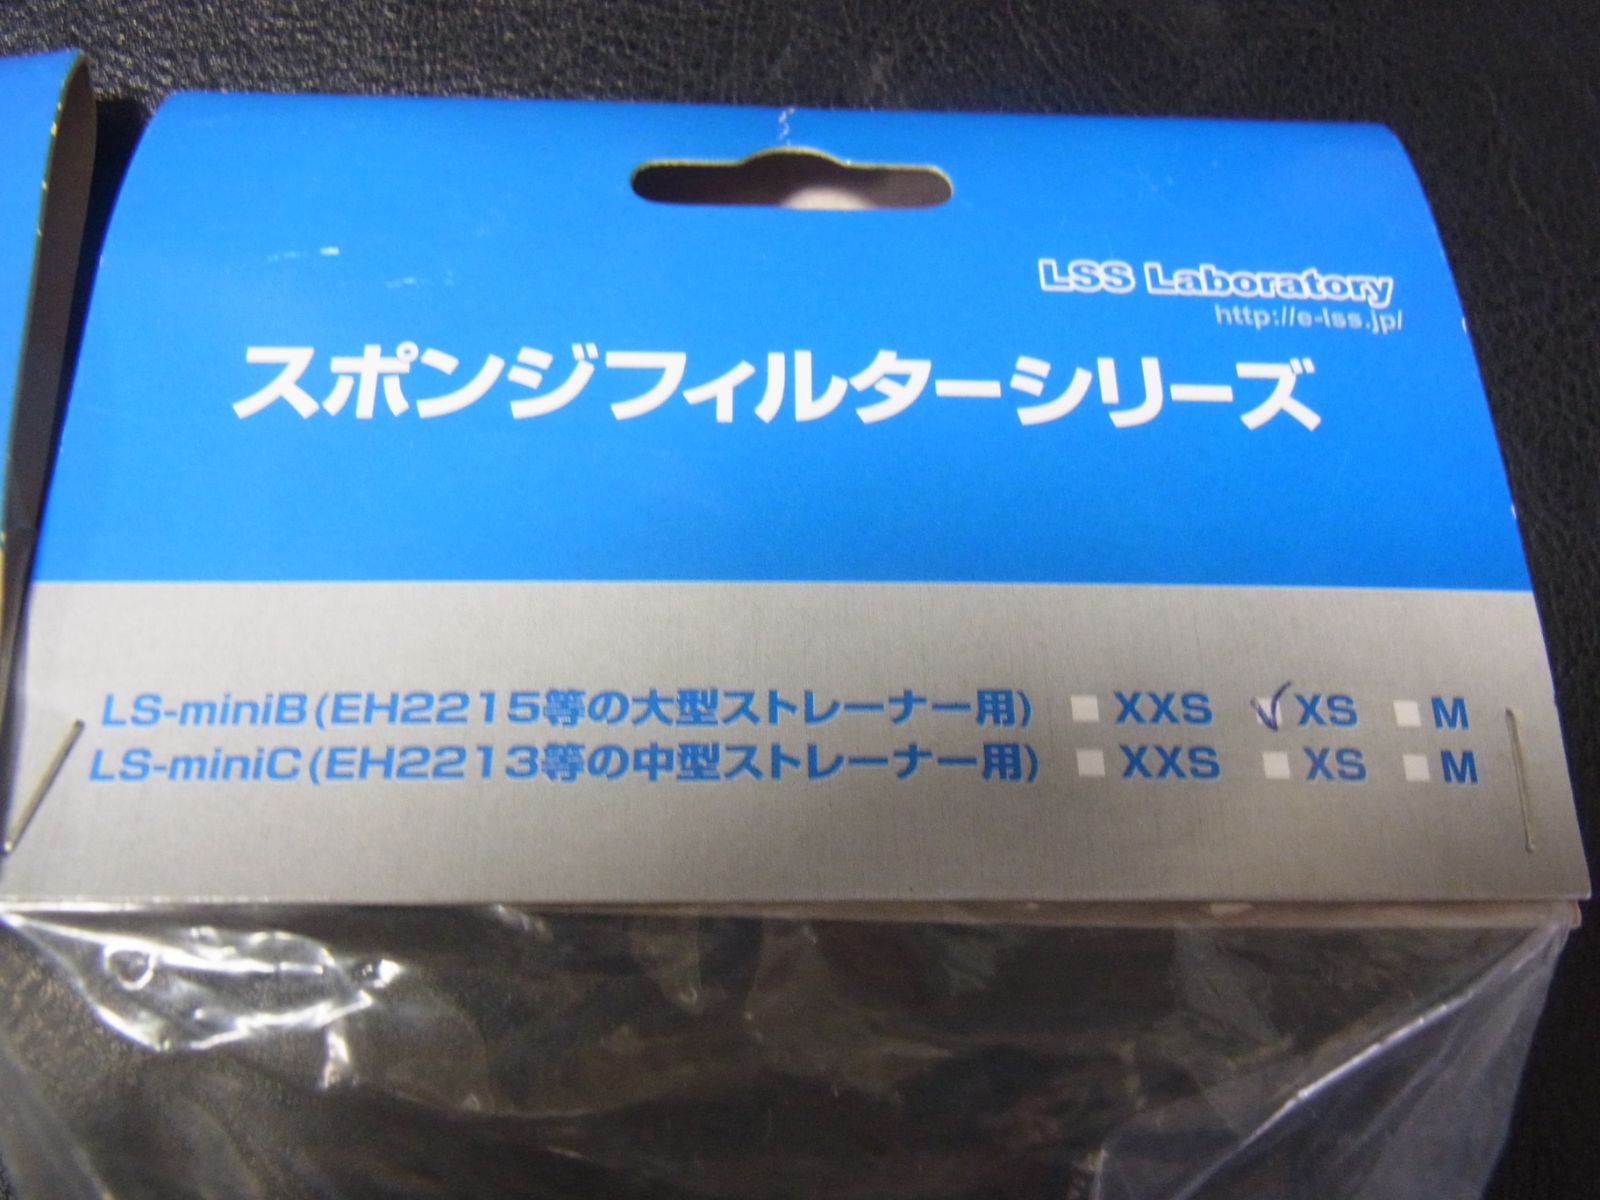 LSS Laboratory
http://e-lss.jp/
スポンジフィルターシリーズ
LS-miniB(EH2215等の大型ストレーナー用) □ XXS ☑ XS □ M
LS-miniC(EH2213等の中型ストレーナー用) □ XXS □ XS □ M